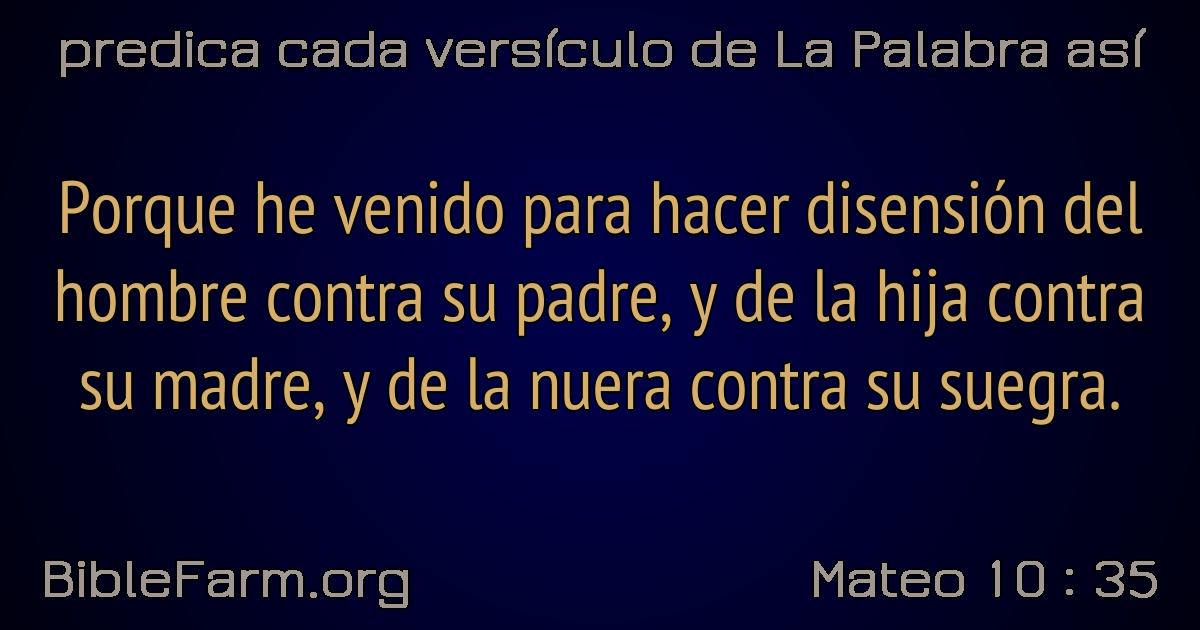 predica cada versículo de La Palabra así
Porque he venido para hacer disensión del
hombre contra su padre, y de la hija contra
su madre, y de la nuera contra su suegra.
BibleFarm.org
Mateo 10 : 35